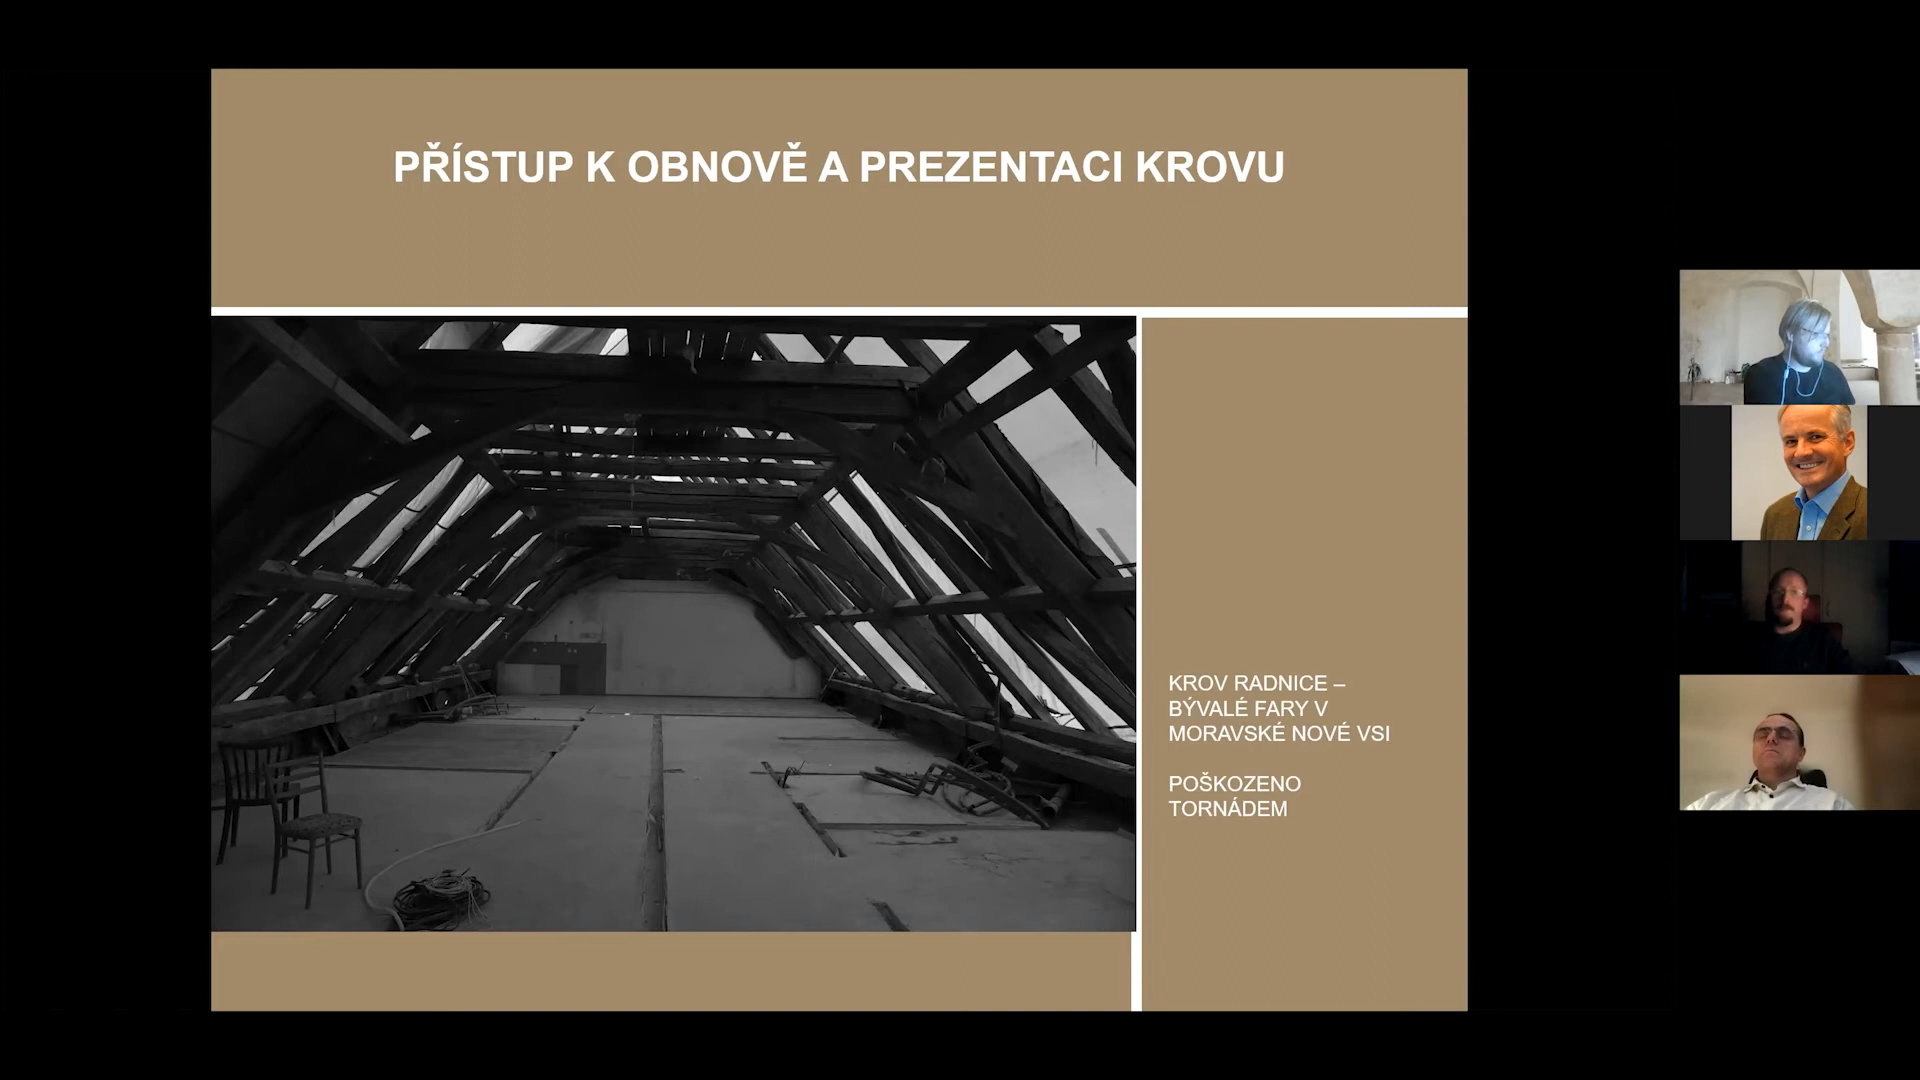 PŘÍSTUP K OBNOVĚ A PREZENTACI KROVU
KROV RADNICE –
BÝVALÉ FARY V
MORAVSKÉ NOVÉ VSI
POŠKOZENO
TORNÁDEM